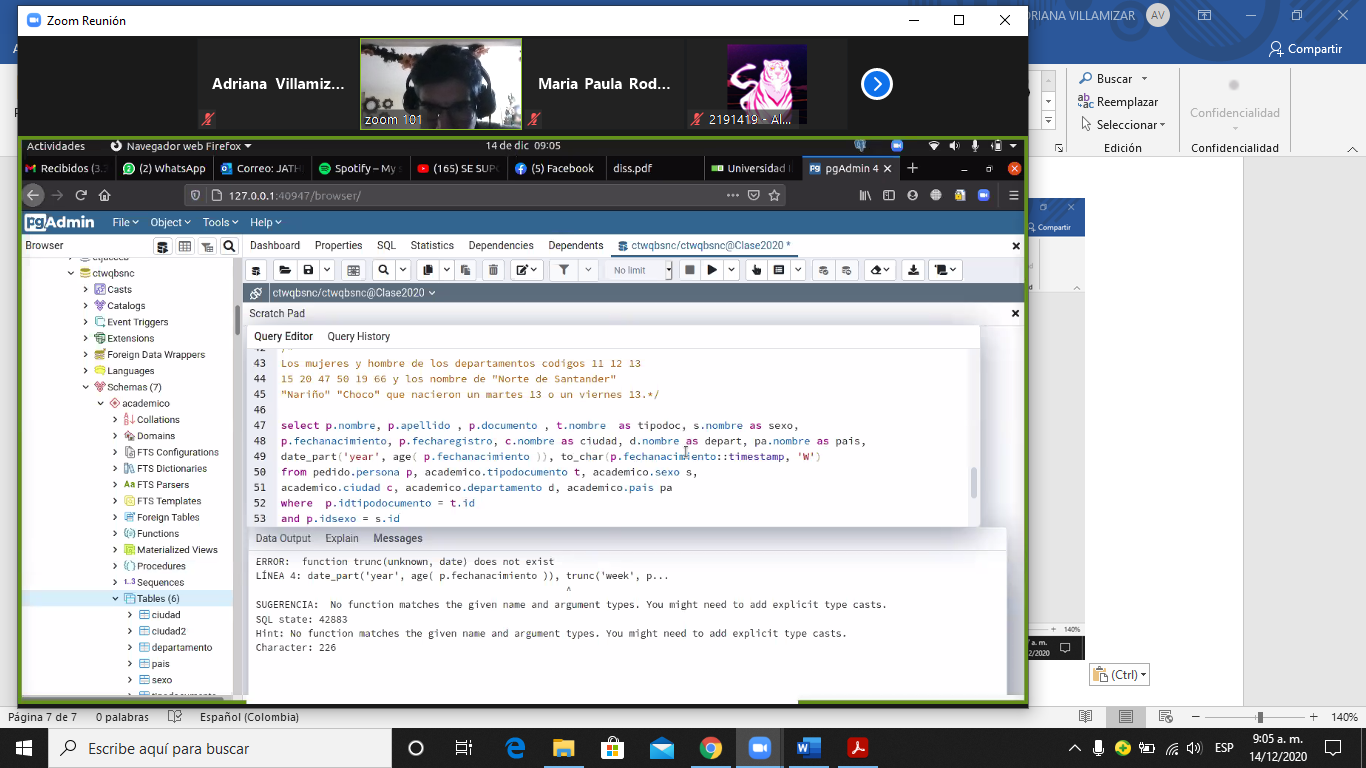 Zoom Reunión
DRIANA VILLAMIZAR AV
Compartir
Adriana Villamiz...
zoom 101
Maria Paula Rod...
2191419 - Al...
Buscar
Reemplazar
Seleccionar
Edición
Confidencialidad
Confidencialidad
Actividades Navegador web Firefox 14 de dic 09:05
Recibidos (3. (2) WhatsApp Correo: JATH Spotify – My s (165) SE SUP (5) Facebook diss.pdf Universidad I pgAdmin 4
127.0.0.1:40947/browser/
pgAdmin File Object Tools Help
Browser
Dashboard Properties SQL Statistics Dependencies Dependents ctwqbsnc/ctwqbsnc@Clase2020 *
No limit
ctwqbsnc/ctwqbsnc@Clase2020
Scratch Pad
Query Editor Query History
ctwqbsnc
Casts
Catalogs
Event Triggers
Extensions
Foreign Data Wrappers
Languages
Schemas (7)
academico
Collations
Domains
FTS Configurations
FTS Dictionaries
FTS Parsers
FTS Templates
Foreign Tables
Functions
Materialized Views
Procedures
Sequences
Tables (6)
ciudad
ciudad2
departamento
pais
sexo
tipodocumento
42 /*
43 Los mujeres y hombre de los departamentos codigos 11 12 13
44 15 20 47 50 19 66 y los nombre de "Norte de Santander"
45 "Nariño" "Choco" que nacieron un martes 13 o un viernes 13.*/
46
47 select p.nombre, p.apellido , p.documento , t.nombre as tipodoc, s.nombre as sexo,
48 p.fechanacimiento, p.fecharegistro, c.nombre as ciudad, d.nombre as depart, pa.nombre as pais,
49 date_part('year', age( p.fechanacimiento )), to_char(p.fechanacimiento::timestamp, 'W')
50 from pedido.persona p, academico.tipodocumento t, academico.sexo s,
51 academico.ciudad c, academico.departamento d, academico.pais pa
52 where p.idtipodocumento = t.id
53 and p.idsexo = s.id
Data Output Explain Messages
ERROR: function trunc(unknown, date) does not exist
LÍNEA 4: date_part('year', age( p.fechanacimiento )), trunc('week', p...
^
SUGERENCIA: No function matches the given name and argument types. You might need to add explicit type casts.
SQL state: 42883
Hint: No function matches the given name and argument types. You might need to add explicit type casts.
Character: 226
Compartir
140%
(Ctrl)
Página 7 de 7 0 palabras Español (Colombia) 140%
Escribe aquí para buscar
ESP
9:05 a. m.
14/12/2020